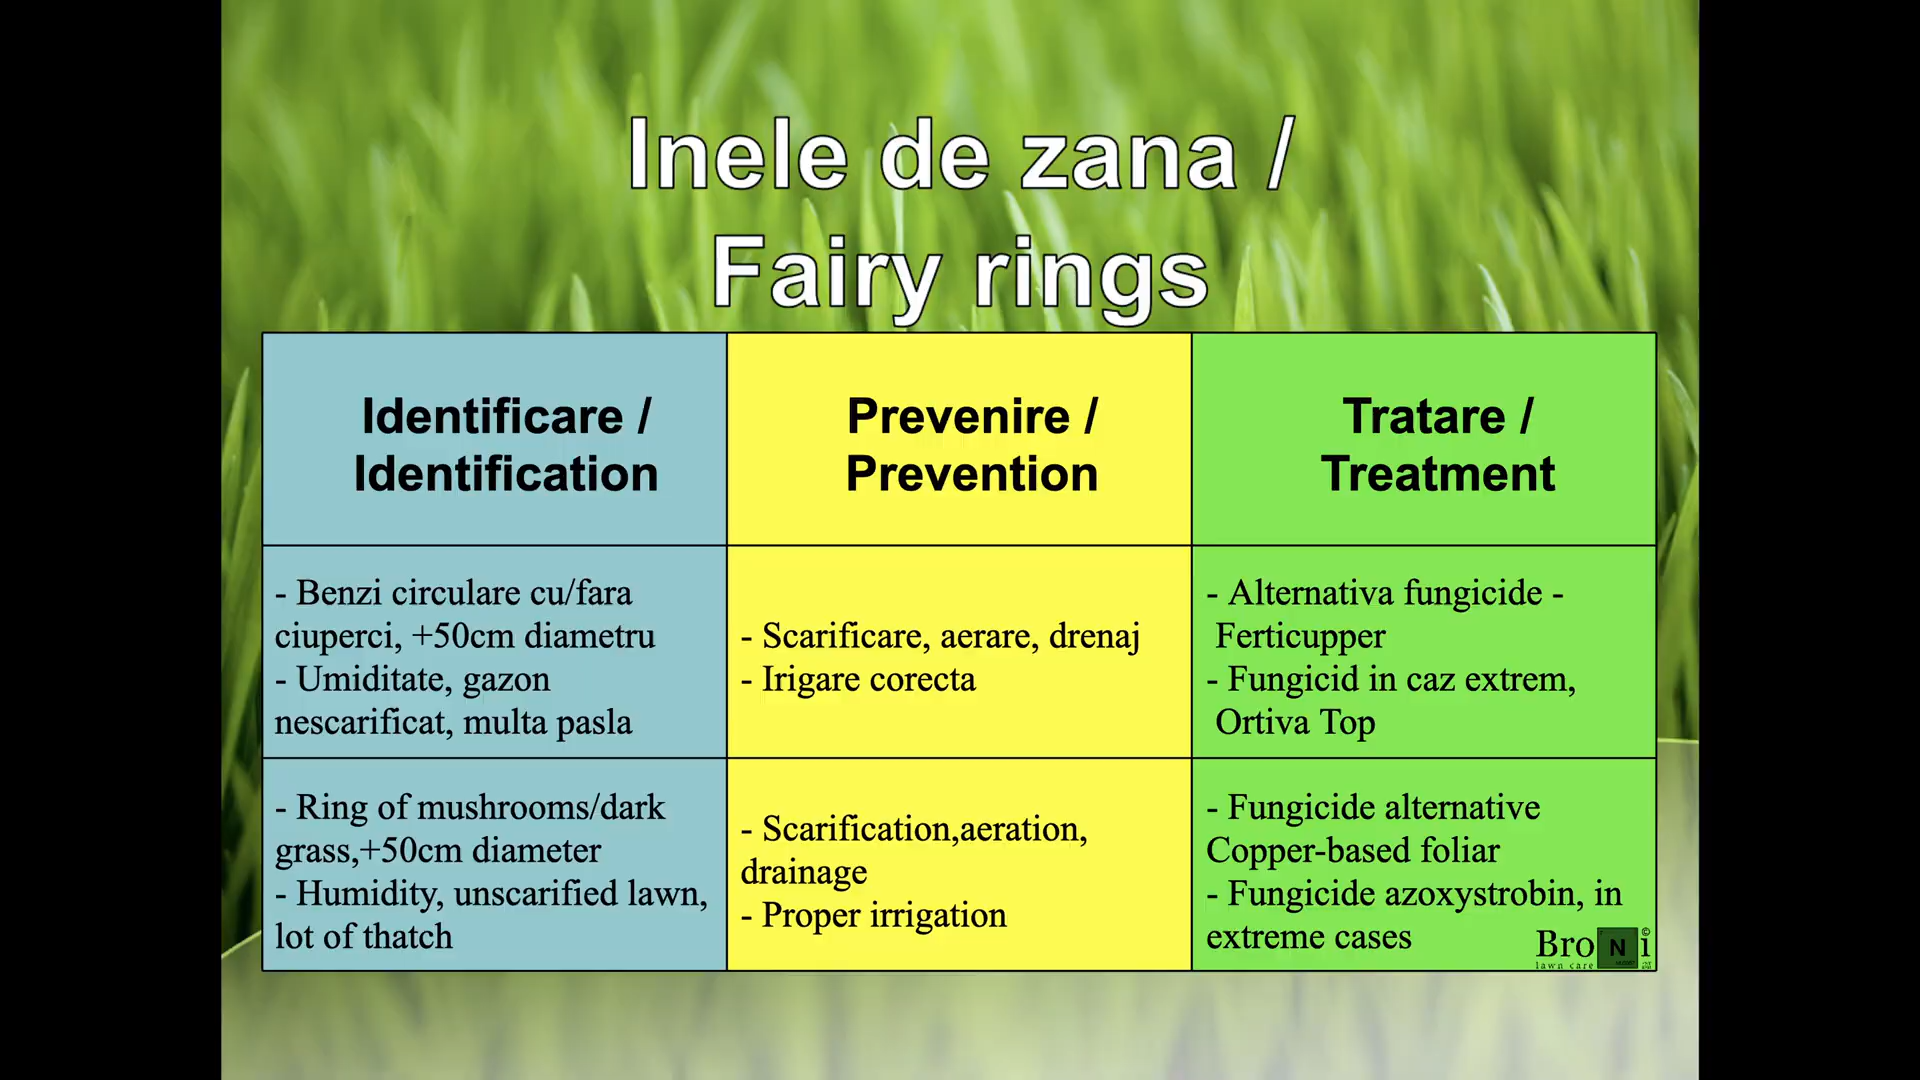 Inele de zana /
Fairy rings
Identificare /
Identification
Prevenire /
Prevention
Tratare /
Treatment
- Benzi circulare cu/fara
ciuperci, +50cm diametru
- Umiditate, gazon
nescarificat, multa pasla
- Scarificare, aerare, drenaj
- Irigare corecta
- Alternativa fungicide -
Ferticupper
- Fungicid in caz extrem,
Ortiva Top
- Ring of mushrooms/dark
grass,+50cm diameter
- Humidity, unscarified lawn,
lot of thatch
- Scarification,aeration,
drainage
- Proper irrigation
- Fungicide alternative
Copper-based foliar
- Fungicide azoxystrobin, in
extreme cases
Bro N i ©
lawn care